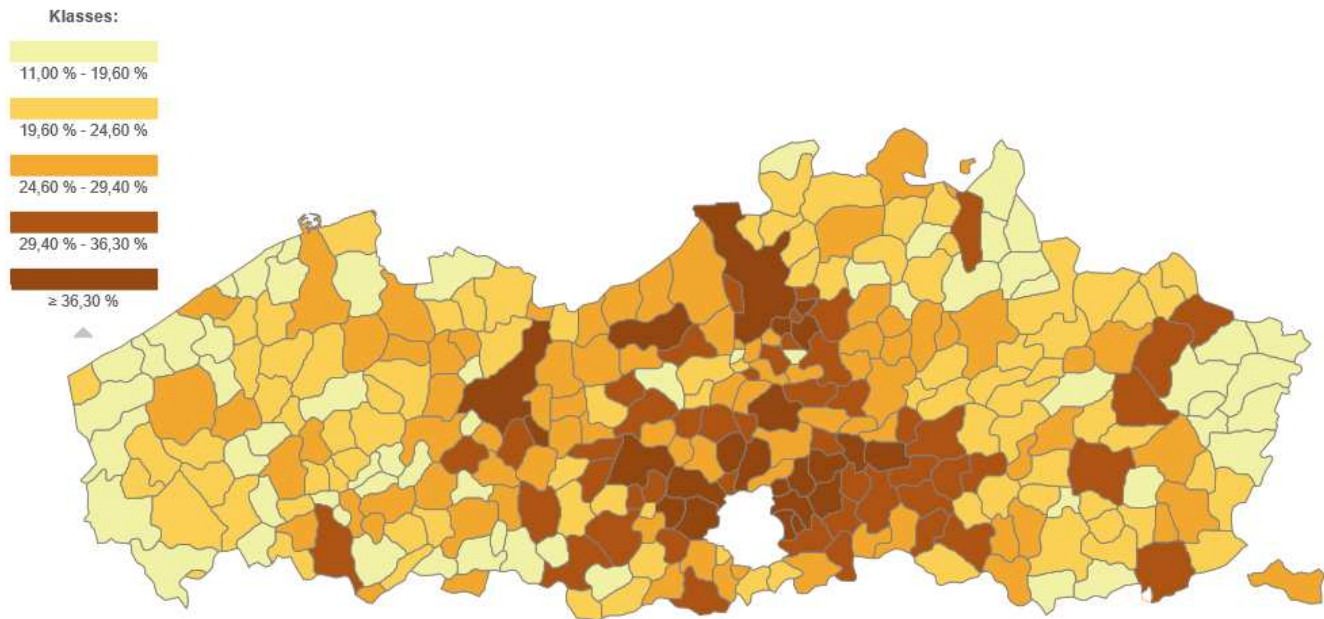 Klasses:
11,00 % - 19,60 %
19,60 % - 24,60 %
24,60 % - 29,40 %
29,40 % - 36,30 %
≥ 36,30 %